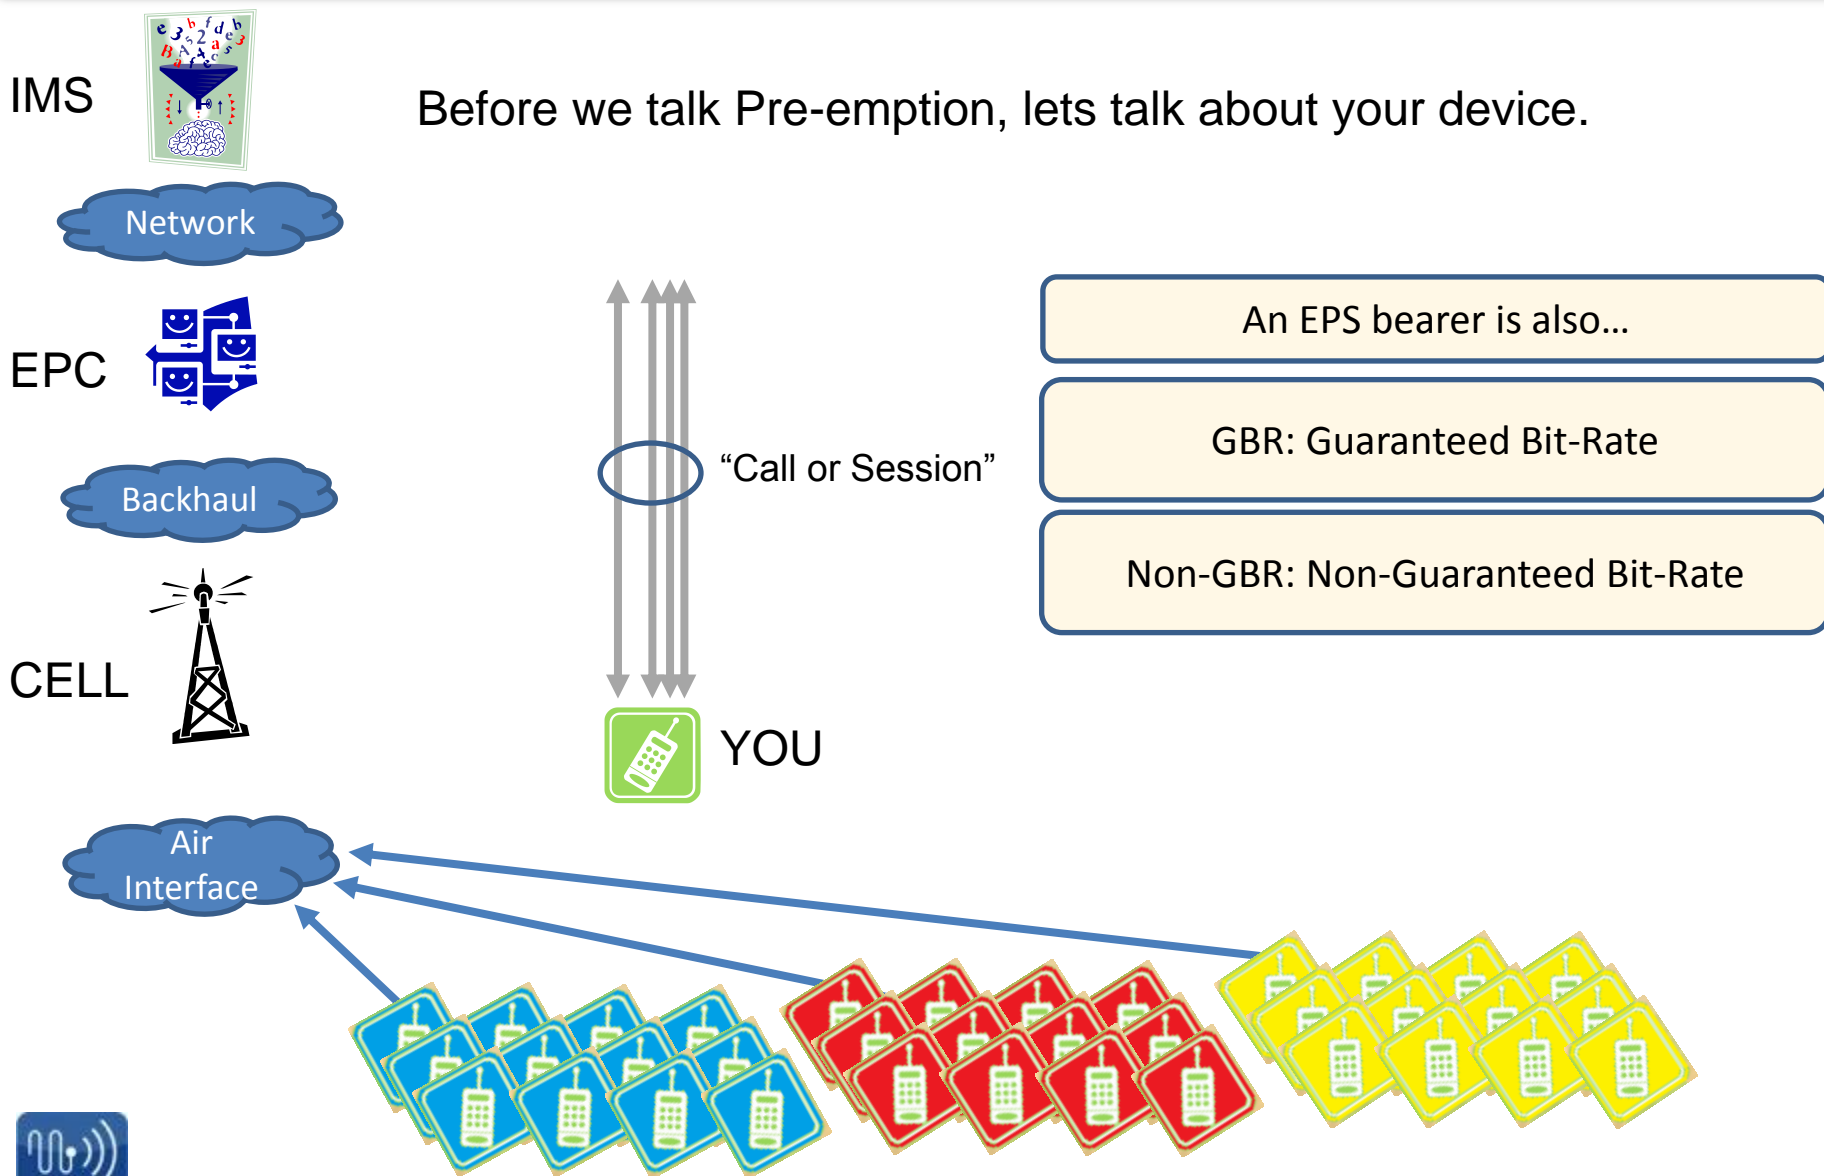 IMS
Before we talk Pre-emption, lets talk about your device.
Network
An EPS bearer is also…
EPC
GBR: Guaranteed Bit-Rate
“Call or Session”
Backhaul
Non-GBR: Non-Guaranteed Bit-Rate
CELL
YOU
Air
Interface